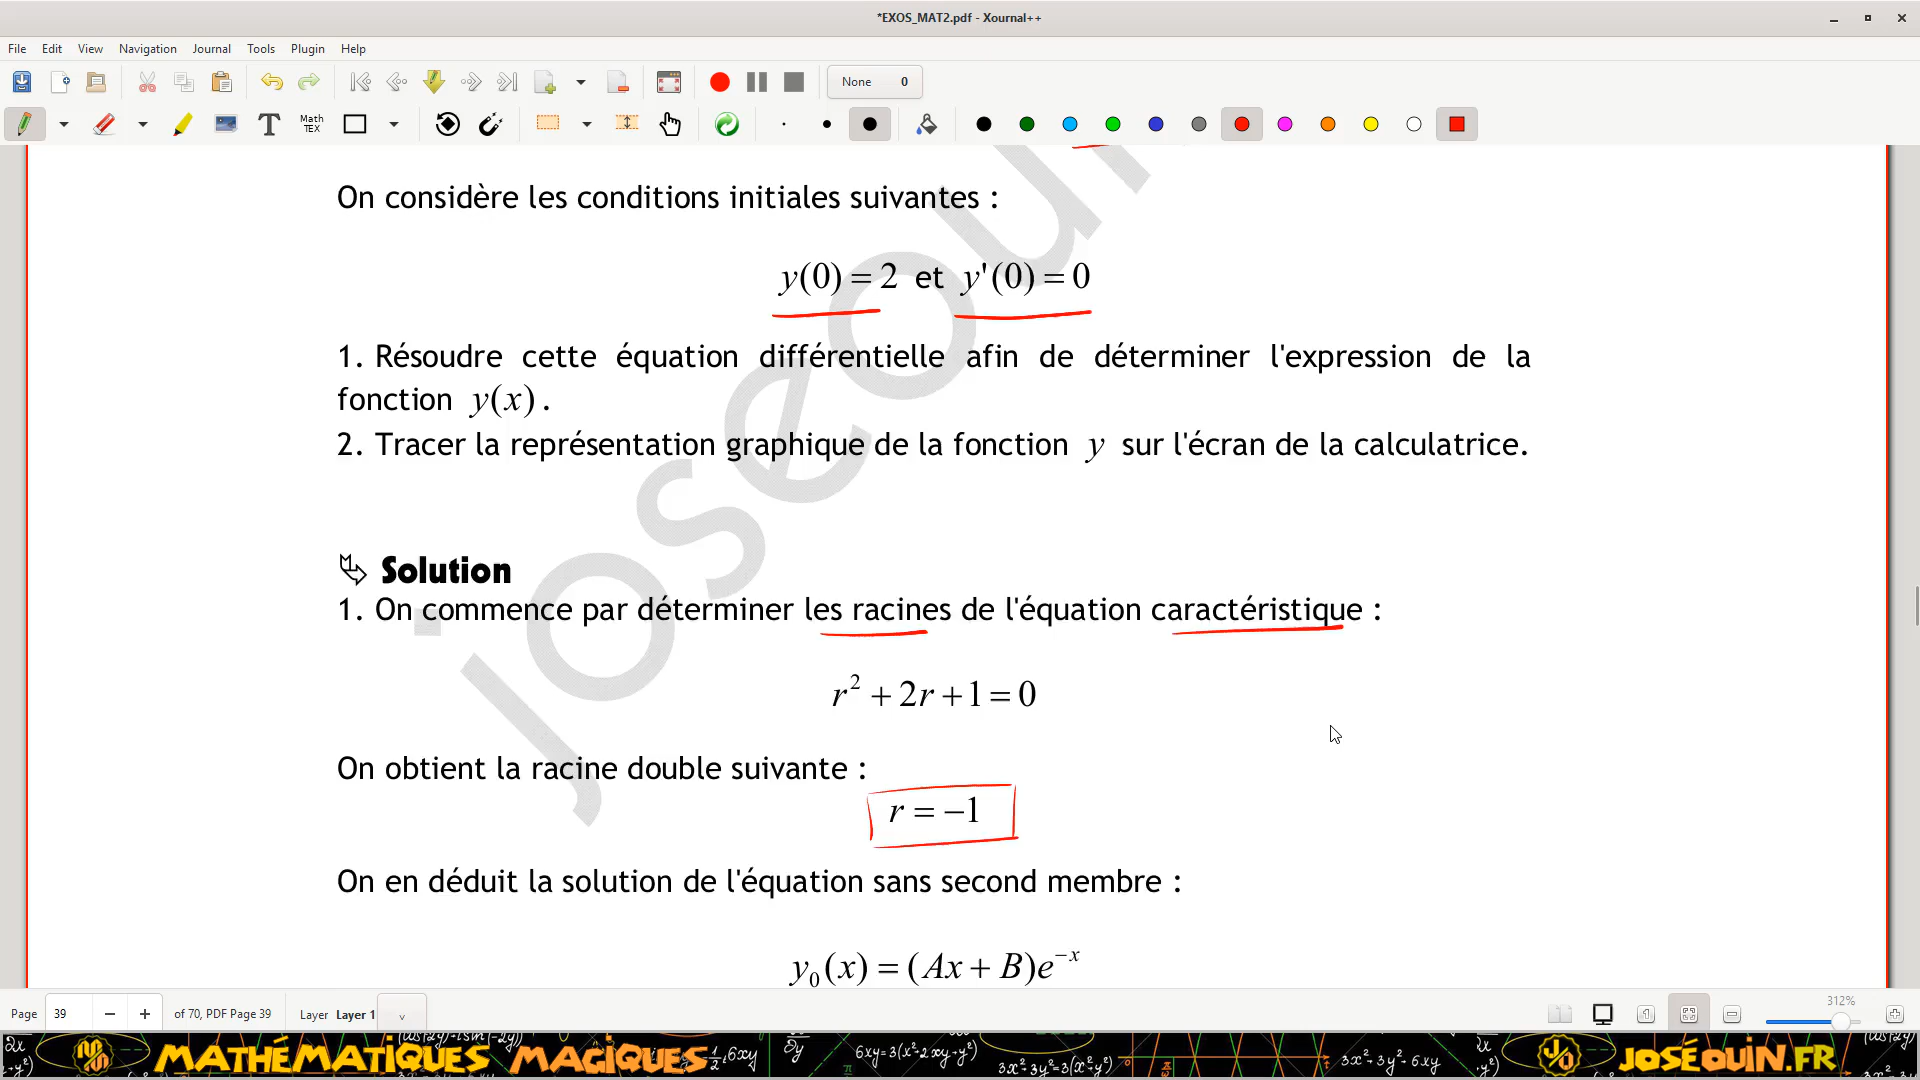 *EXOS_MAT2.pdf - Xournal++
File Edit View Navigation Journal Tools Plugin Help
None 0
T Math TEX
On considère les conditions initiales suivantes :
y(0) = 2 et y'(0) = 0
1. Résoudre cette équation différentielle afin de déterminer l'expression de la
fonction y(x).
2. Tracer la représentation graphique de la fonction y sur l'écran de la calculatrice.
Solution
1. On commence par déterminer les racines de l'équation caractéristique :
r² + 2r + 1 = 0
On obtient la racine double suivante :
r = −1
On en déduit la solution de l'équation sans second membre :
y₀(x) = (Ax + B)e⁻ˣ
joseou
Page 39 of 70, PDF Page 39 Layer Layer 1 312%
MATHÉMATIQUES MAGIQUES JOSÉOUIN.FR